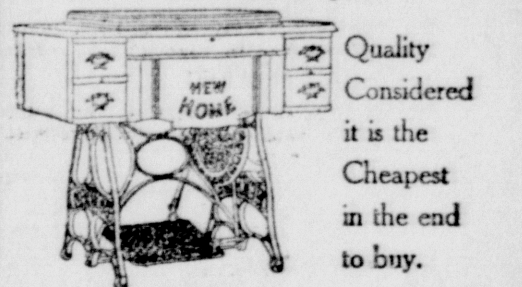 NEW
HOME
Quality
Considered
it is the
Cheapest
in the end
to buy.